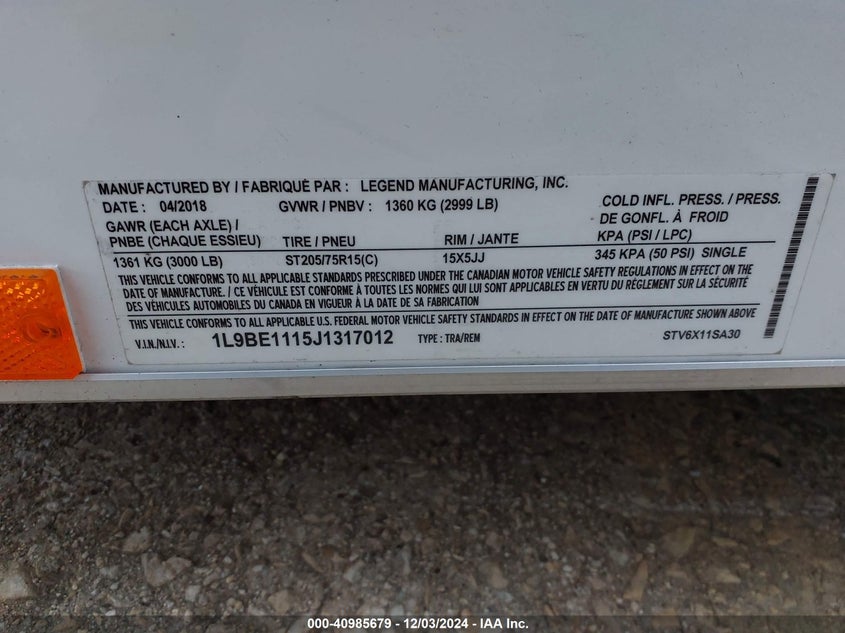 MANUFACTURED BY / FABRIQUÉ PAR : LEGEND MANUFACTURING, INC.
DATE : 04/2018 GVWR / PNBV : 1360 KG (2999 LB) COLD INFL. PRESS. / PRESS.
DE GONFL. À FROID
GAWR (EACH AXLE) /
PNBE (CHAQUE ESSIEU) TIRE / PNEU RIM / JANTE KPA (PSI / LPC)
1361 KG (3000 LB) ST205/75R15(C) 15X5JJ 345 KPA (50 PSI) SINGLE
THIS VEHICLE CONFORMS TO ALL APPLICABLE STANDARDS PRESCRIBED UNDER THE CANADIAN MOTOR VEHICLE SAFETY REGULATIONS IN EFFECT ON THE
DATE OF MANUFACTURE. / CE VÉHICULE EST CONFORME À TOUTES LES NORMES QUI LUI SONT APPLICABLES EN VERTU DU RÉGLEMENT SUR LA SÉCURITÉ
DES VÉHICULES AUTOMOBILES DU CANADA EN VIGUEUR À LA DATE DE SA FABRICATION
THIS VEHICLE CONFORMS TO ALL APPLICABLE U.S. FEDERAL MOTOR VEHICLE SAFETY STANDARDS IN EFFECT ON THE DATE OF MANUFACTURE SHOWN ABOVE
V.I.N./N.I.V.: 1L9BE1115J1317012 TYPE : TRA/REM STV6X11SA30
000-40985679 - 12/03/2024 - IAA Inc.